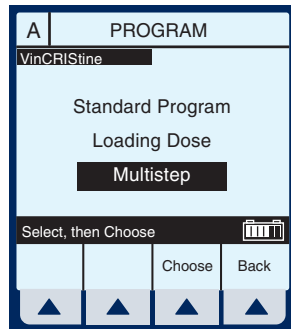 A PROGRAM
VinCRIStine
Standard Program
Loading Dose
Multistep
Select, then Choose
Choose Back